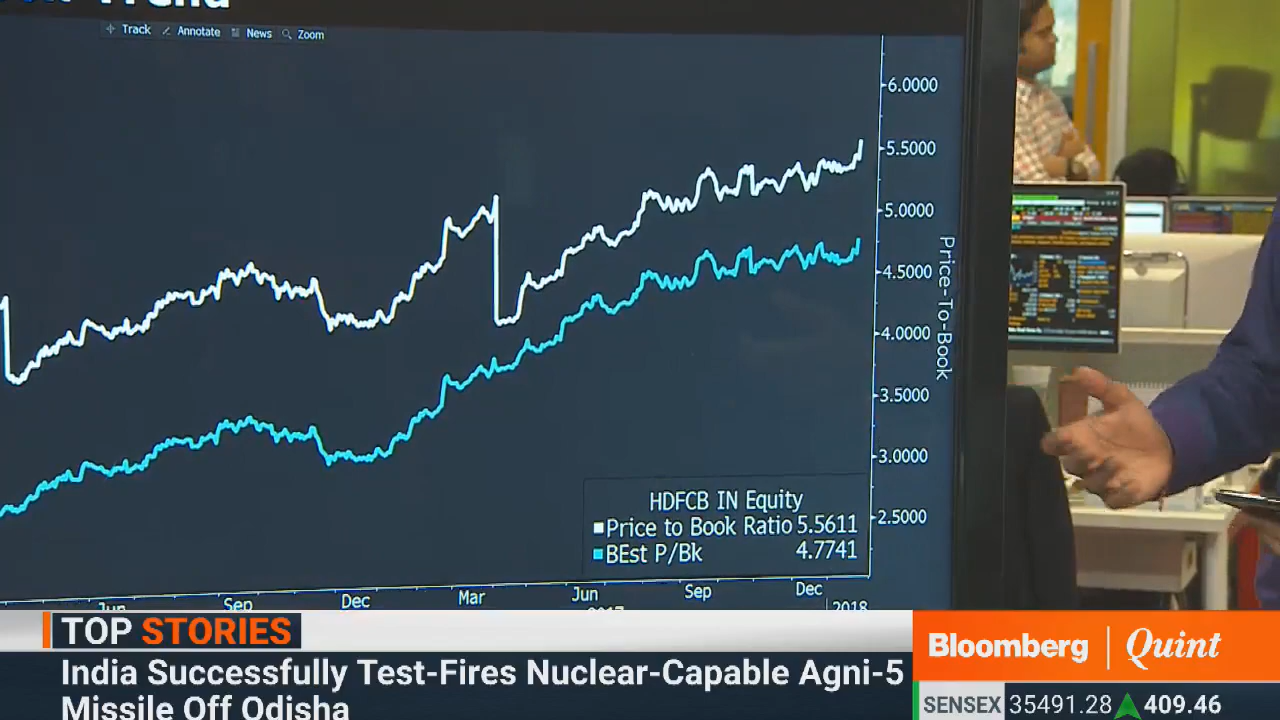 Trend
Track Annotate News Zoom
6.0000
5.5000
5.0000
4.5000
4.0000
3.5000
3.0000
2.5000
Price-To-Book
HDFCB IN Equity
Price to Book Ratio 5.5611
BEst P/Bk 4.7741
Jun Sep Dec Mar Jun Sep Dec
2017 2018
TOP STORIES
India Successfully Test-Fires Nuclear-Capable Agni-5
Missile Off Odisha
Bloomberg | Quint
SENSEX 35491.28 ▲ 409.46